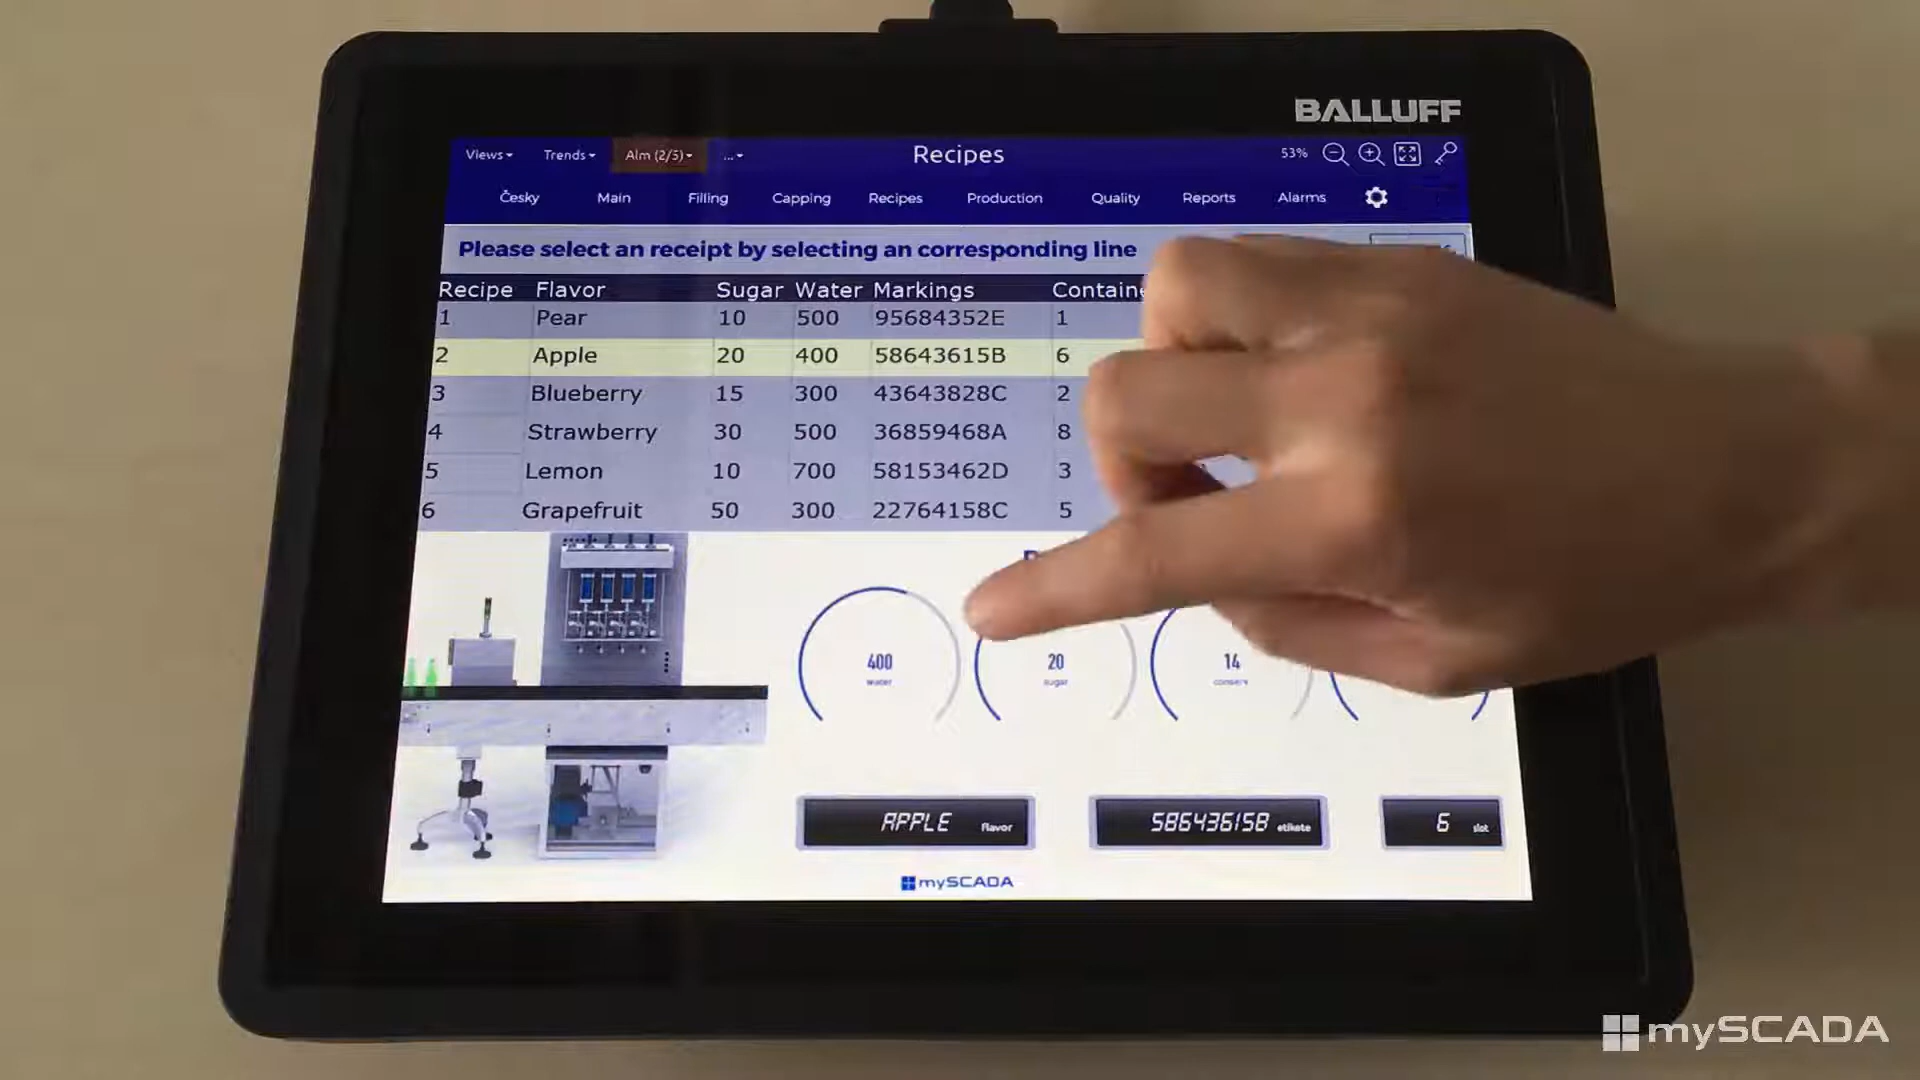 BALLUFF
Views Trends Alm (2/5) ... Recipes 53%
Česky Main Filling Capping Recipes Production Quality Reports Alarms
Please select an receipt by selecting an corresponding line
Recipe Flavor Sugar Water Markings Containe
1 Pear 10 500 95684352E 1
2 Apple 20 400 58643615B 6
3 Blueberry 15 300 43643828C 2
4 Strawberry 30 500 36859468A 8
5 Lemon 10 700 58153462D 3
6 Grapefruit 50 300 22764158C 5
400 20 14
water sugar conserv
APPLE flavor 58643615B etikete 6 slot
mySCADA
mySCADA